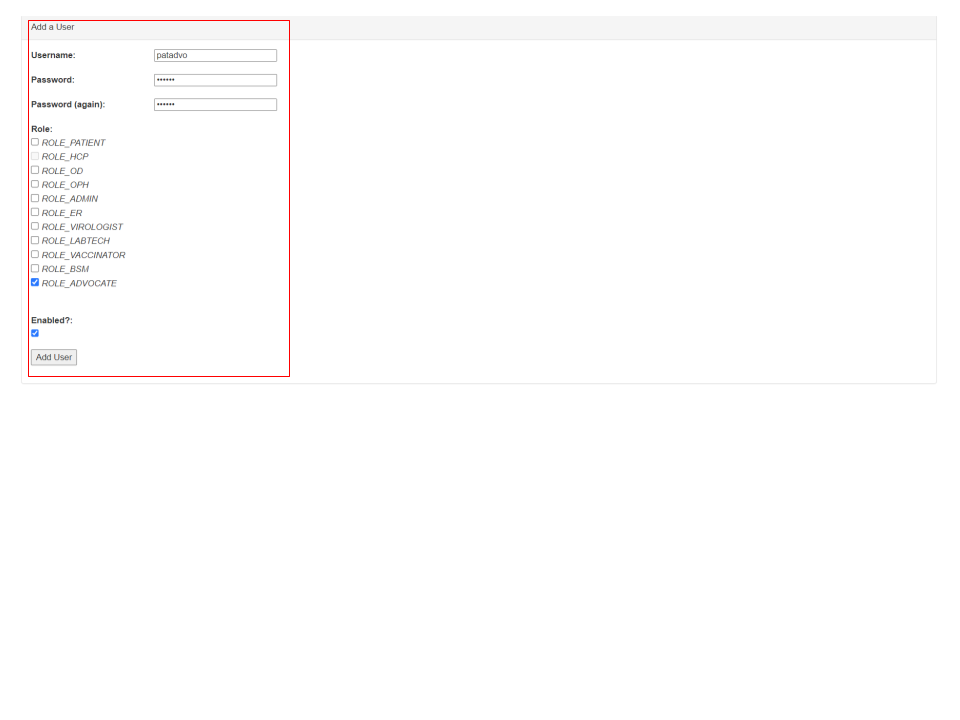 Add a User
Username: patadvo
Password: ••••••
Password (again): ••••••
Role:
ROLE_PATIENT
ROLE_HCP
ROLE_OD
ROLE_OPH
ROLE_ADMIN
ROLE_ER
ROLE_VIROLOGIST
ROLE_LABTECH
ROLE_VACCINATOR
ROLE_BSM
ROLE_ADVOCATE
Enabled?:
Add User